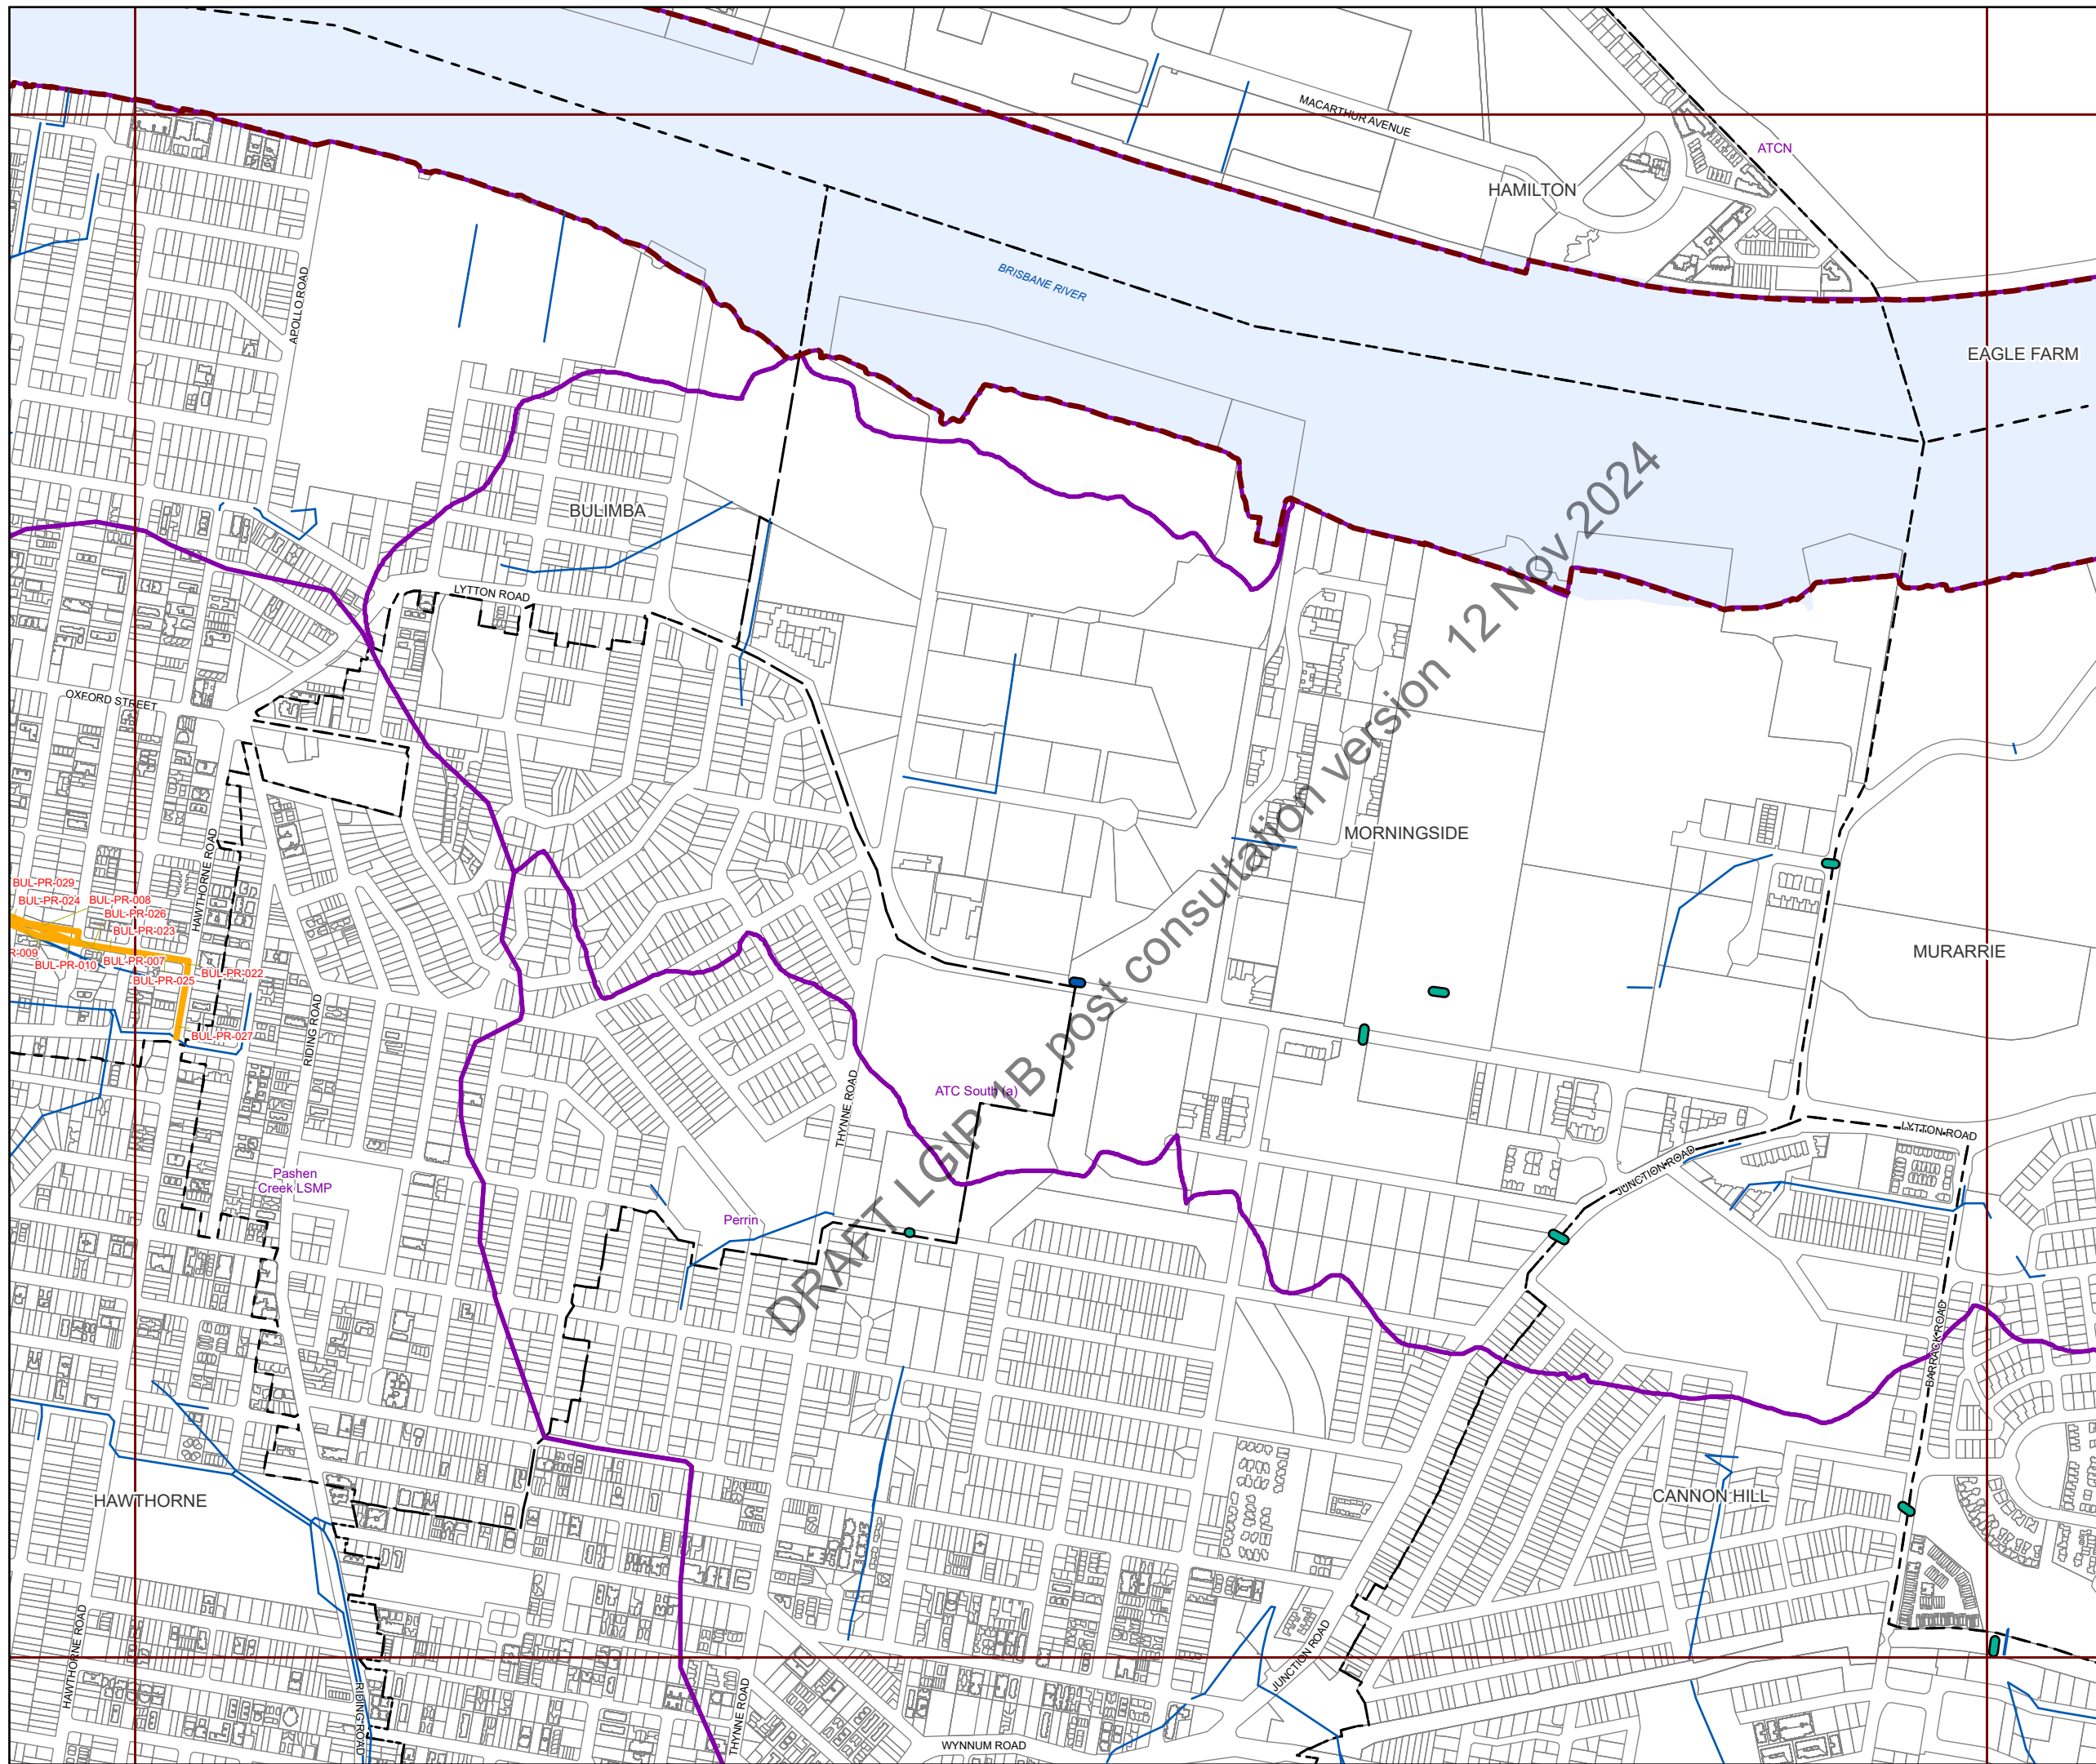 MACARTHUR AVENUE
ATCN
HAMILTON
BRISBANE RIVER
APOLLO ROAD
EAGLE FARM
BULIMBA
LYTTON ROAD
OXFORD STREET
DRAFT LGIP 1B post consultation version 12 Nov 2024
MORNINGSIDE
HAWTHORNE ROAD
BUL-PR-029
BUL-PR-024
BUL-PR-008
BUL-PR-026
BUL-PR-023
R-009
BUL-PR-010
BUL-PR-007
BUL-PR-022
BUL-PR-025
BUL-PR-027
MURARRIE
RIDING ROAD
THYNNE ROAD
ATC South (a)
LYTTON ROAD
JUNCTION ROAD
Pashen
Creek LSMP
Perrin
BARRACK ROAD
HAWTHORNE
CANNON HILL
HAWTHORNE ROAD
RIDING ROAD
THYNNE ROAD
JUNCTION ROAD
WYNNUM ROAD